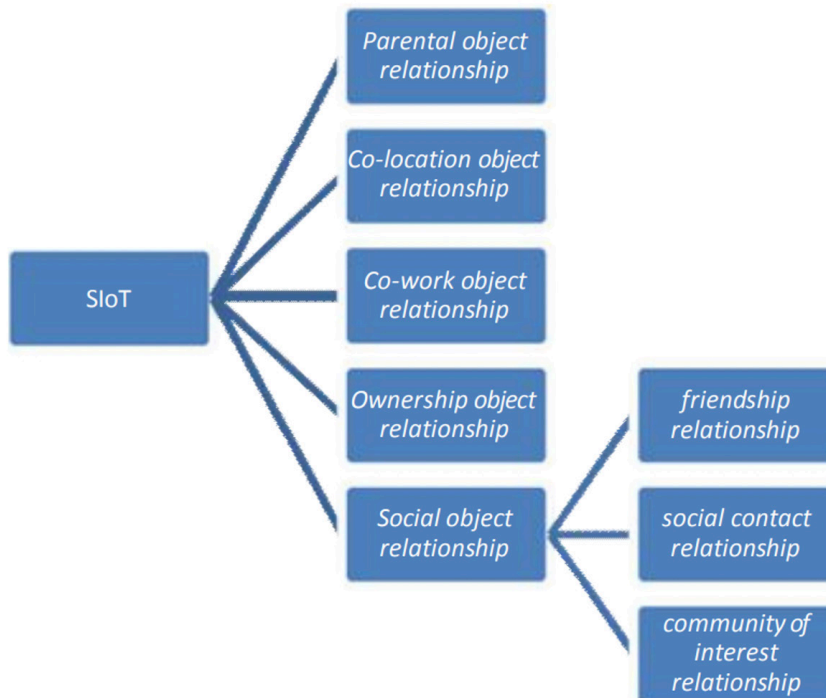 Parental object
relationship
Co-location object
relationship
SIoT
Co-work object
relationship
Ownership object
relationship
friendship
relationship
Social object
relationship
social contact
relationship
community of
interest
relationship